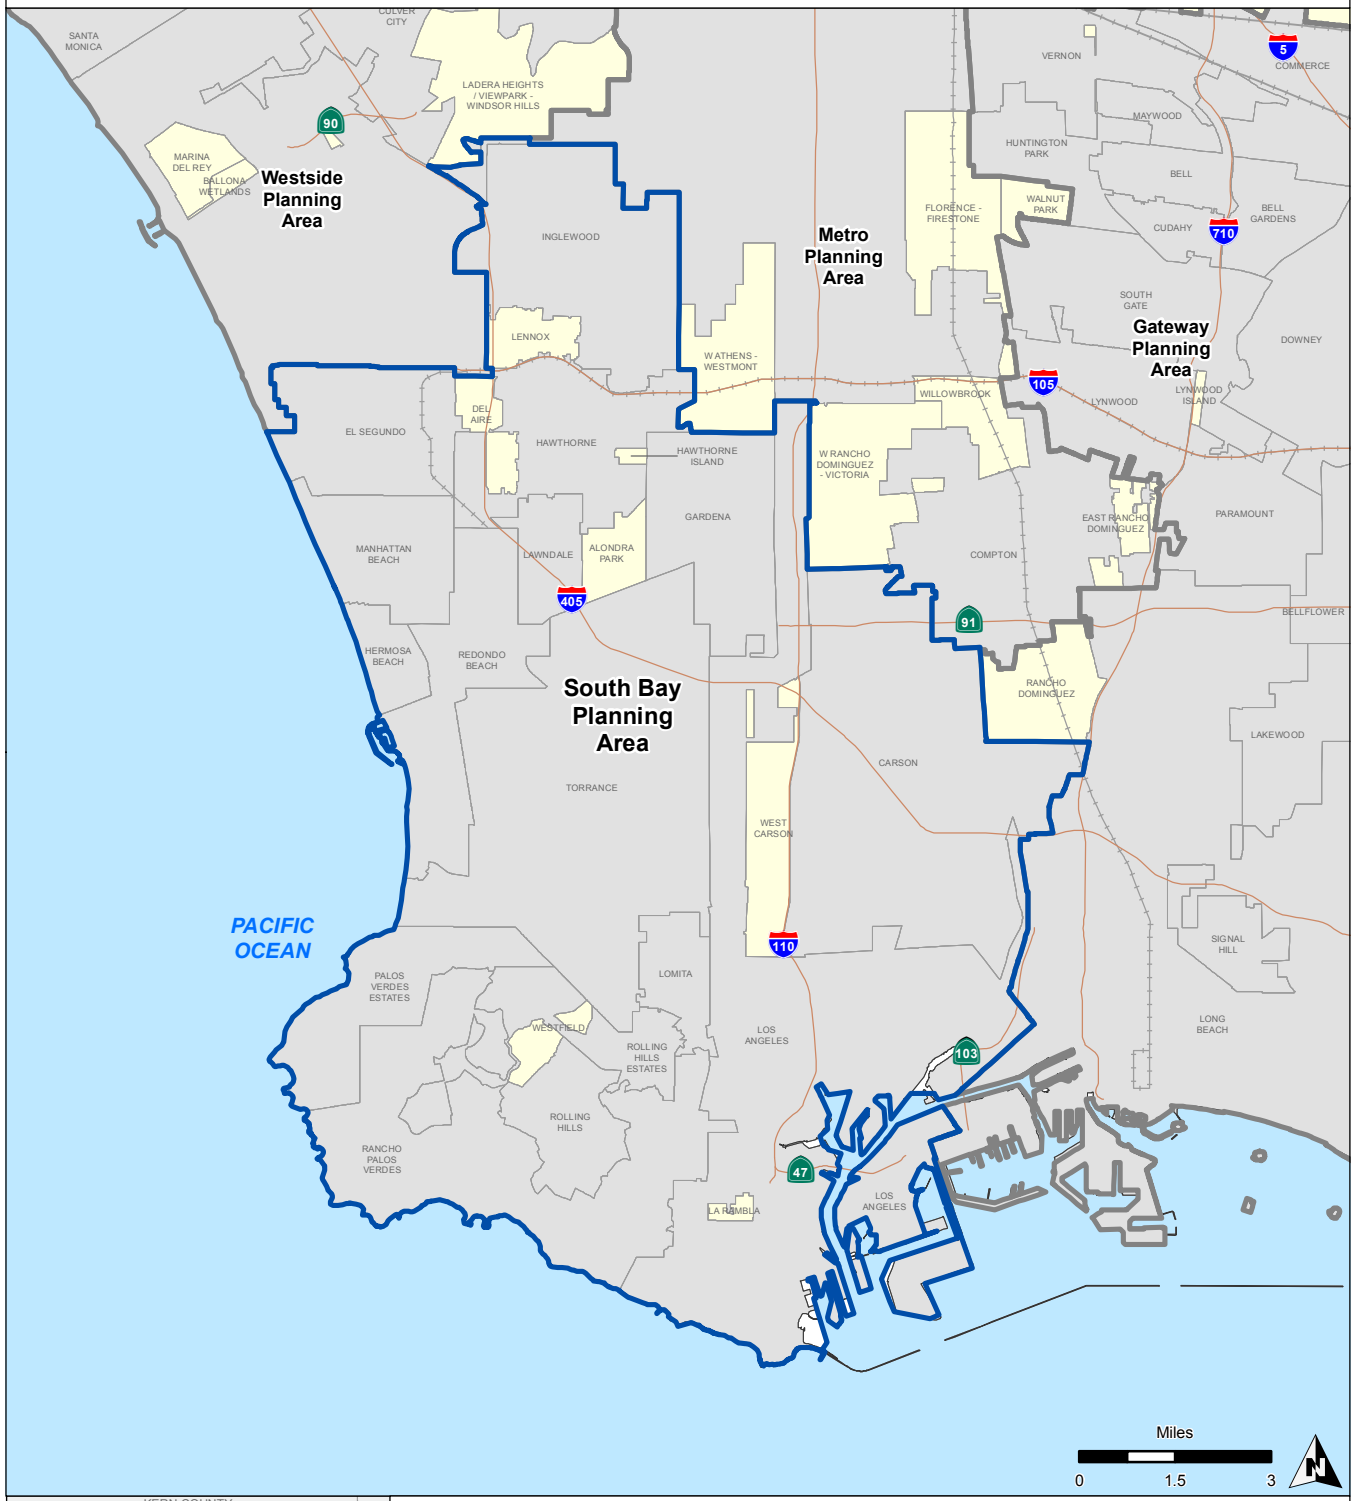 CULVER
CITY
SANTA
MONICA
VERNON
5
COMMERCE
LADERA HEIGHTS
/ VIEWPARK -
WINDSOR HILLS
90
MAYWOOD
HUNTINGTON
PARK
MARINA
DEL REY
BALLONA
WETLANDS
Westside
Planning
Area
BELL
WALNUT
PARK
FLORENCE -
FIRESTONE
BELL
GARDENS
CUDAHY
710
INGLEWOOD
Metro
Planning
Area
SOUTH
GATE
Gateway
Planning
Area
DOWNEY
LENNOX
W ATHENS -
WESTMONT
105
WILLOWBROOK
LYNWOOD
LYNWOOD
ISLAND
DEL
AIRE
EL SEGUNDO
HAWTHORNE
HAWTHORNE
ISLAND
W RANCHO
DOMINGUEZ
- VICTORIA
GARDENA
EAST RANCHO
DOMINGUEZ
PARAMOUNT
MANHATTAN
BEACH
LAWNDALE
ALONDRA
PARK
COMPTON
405
91
BELLFLOWER
HERMOSA
BEACH
REDONDO
BEACH
South Bay
Planning
Area
RANCHO
DOMINGUEZ
LAKEWOOD
CARSON
TORRANCE
WEST
CARSON
PACIFIC
OCEAN
110
SIGNAL
HILL
LOMITA
PALOS
VERDES
ESTATES
WESTFIELD
LOS
ANGELES
LONG
BEACH
ROLLING
HILLS
ESTATES
103
ROLLING
HILLS
RANCHO
PALOS
VERDES
47
LOS
ANGELES
LA RAMBLA
Miles
0 1.5 3
N
KERN COUNTY